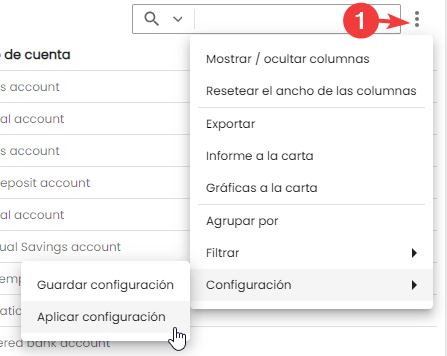 1
de cuenta
Mostrar / ocultar columnas
s account
Resetear el ancho de las columnas
al account
Exportar
s account
Informe a la carta
eposit account
Gráficas a la carta
al account
Agrupar por
ual Savings account
Filtrar
emp
Guardar configuración
Configuración
atic
Aplicar configuración
ered bank account